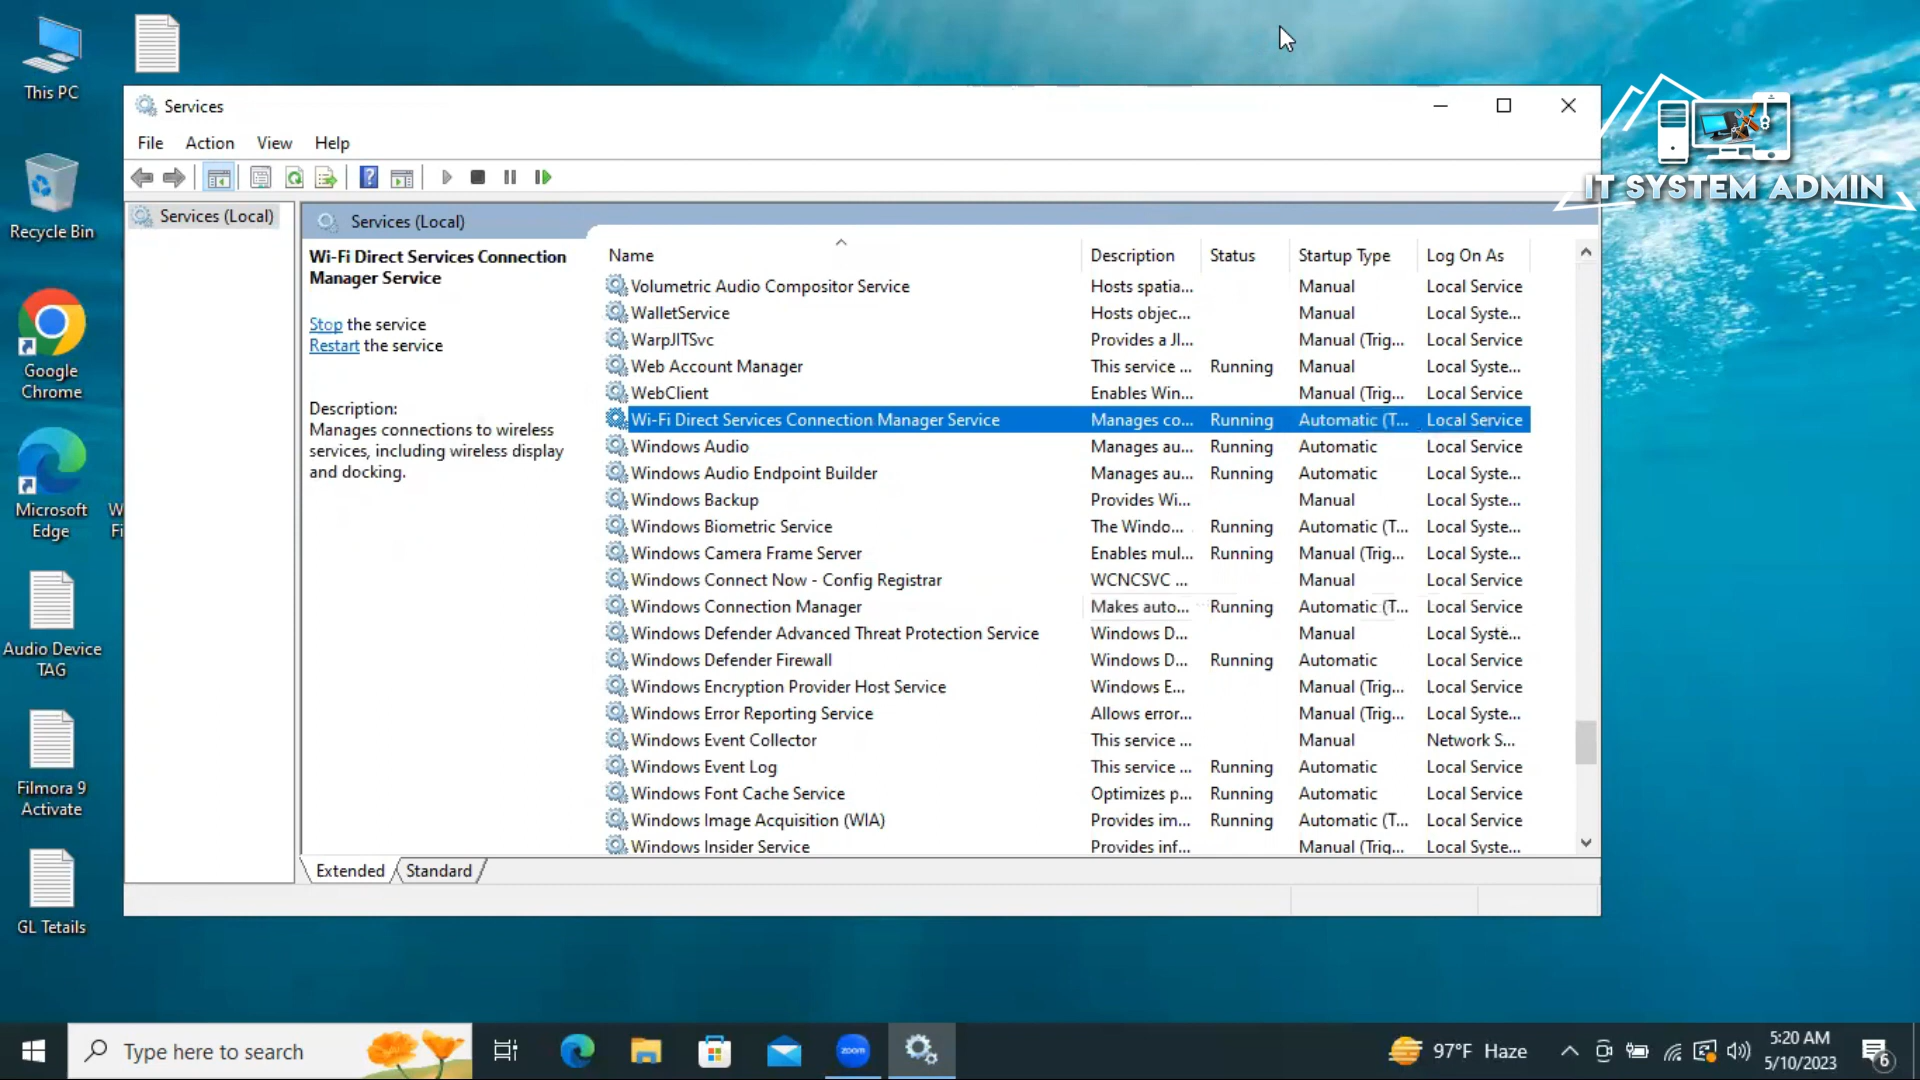 This PC
Recycle Bin
Google
Chrome
Microsoft
Edge
W
Fi
Audio Device
TAG
Filmora 9
Activate
GL Tetails
IT SYSTEM ADMIN
Services
File Action View Help
Services (Local)
Services (Local)
Wi-Fi Direct Services Connection
Manager Service
Stop the service
Restart the service
Description:
Manages connections to wireless
services, including wireless display
and docking.
Name Description Status Startup Type Log On As
Volumetric Audio Compositor Service Hosts spatia... Manual Local Service
WalletService Hosts objec... Manual Local Syste...
WarpJITSvc Provides a JI... Manual (Trig... Local Service
Web Account Manager This service ... Running Manual Local Syste...
WebClient Enables Win... Manual (Trig... Local Service
Wi-Fi Direct Services Connection Manager Service Manages co... Running Automatic (T... Local Service
Windows Audio Manages au... Running Automatic Local Service
Windows Audio Endpoint Builder Manages au... Running Automatic Local Syste...
Windows Backup Provides Wi... Manual Local Syste...
Windows Biometric Service The Windo... Running Automatic (T... Local Syste...
Windows Camera Frame Server Enables mul... Running Manual (Trig... Local Service
Windows Connect Now - Config Registrar WCNCSVC ... Manual Local Service
Windows Connection Manager Makes auto... Running Automatic (T... Local Service
Windows Defender Advanced Threat Protection Service Windows D... Manual Local Syste...
Windows Defender Firewall Windows D... Running Automatic Local Service
Windows Encryption Provider Host Service Windows E... Manual (Trig... Local Service
Windows Error Reporting Service Allows error... Manual (Trig... Local Syste...
Windows Event Collector This service ... Manual Network S...
Windows Event Log This service ... Running Automatic Local Service
Windows Font Cache Service Optimizes p... Running Automatic Local Service
Windows Image Acquisition (WIA) Provides im... Running Automatic (T... Local Service
Windows Insider Service Provides inf... Manual (Trig... Local Syste...
Extended Standard
Type here to search
zoom
97°F Haze
5:20 AM
5/10/2023
6